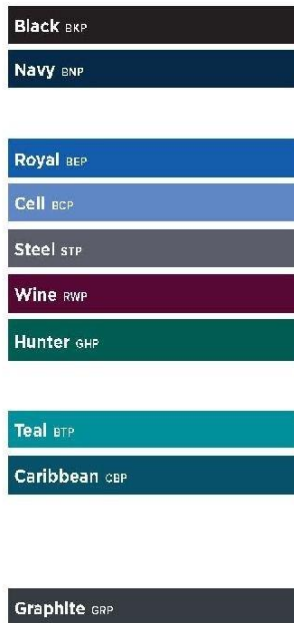 Black BKP
Navy BNP
Royal BEP
Cell BCP
Steel STP
Wine RWP
Hunter GHP
Teal BTP
Caribbean CBP
Graphite GRP